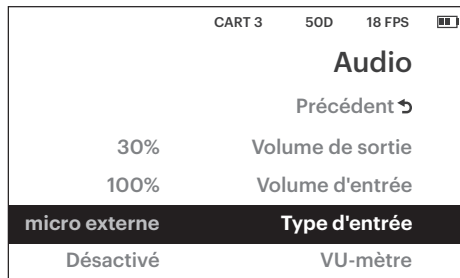 CART 3 50D 18 FPS
Audio
Précédent
30% Volume de sortie
100% Volume d'entrée
micro externe Type d'entrée
Désactivé VU-mètre